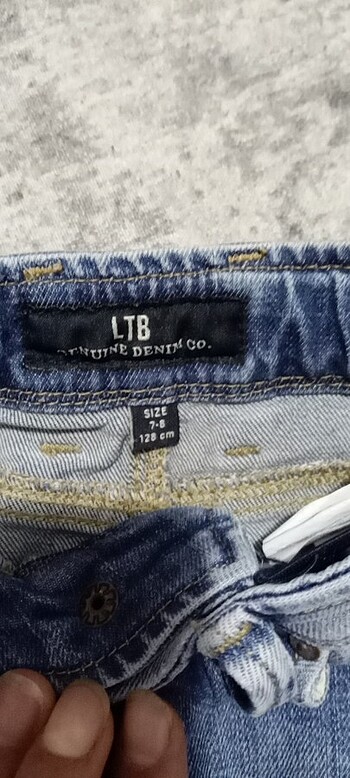 LTB
GENUINE DENIM CO.
SIZE
7-8
128 cm